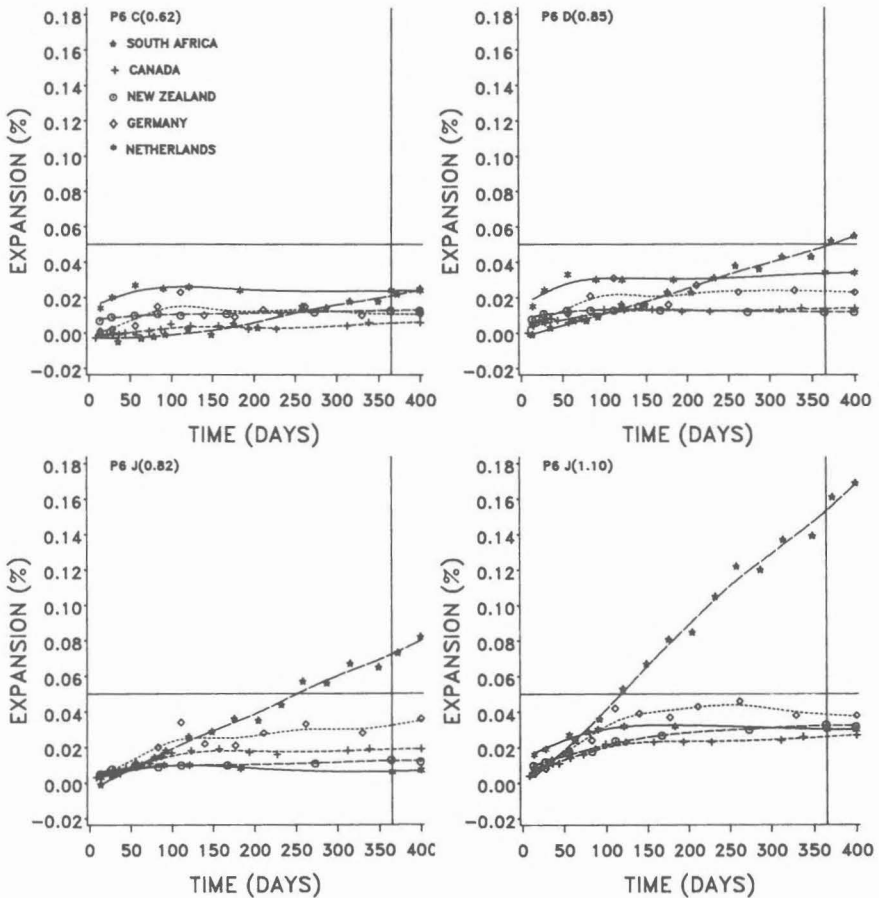 P6 C(0.62)
SOUTH AFRICA
CANADA
NEW ZEALAND
GERMANY
NETHERLANDS
EXPANSION (%)
0.18
0.16
0.14
0.12
0.10
0.08
0.06
0.04
0.02
0.00
−0.02
0 50 100 150 200 250 300 350 400
TIME (DAYS)
P6 D(0.85)
EXPANSION (%)
0.18
0.16
0.14
0.12
0.10
0.08
0.06
0.04
0.02
0.00
−0.02
0 50 100 150 200 250 300 350 400
TIME (DAYS)
P6 J(0.82)
EXPANSION (%)
0.18
0.16
0.14
0.12
0.10
0.08
0.06
0.04
0.02
0.00
−0.02
0 50 100 150 200 250 300 350 400
TIME (DAYS)
P6 J(1.10)
EXPANSION (%)
0.18
0.16
0.14
0.12
0.10
0.08
0.06
0.04
0.02
0.00
−0.02
0 50 100 150 200 250 300 350 400
TIME (DAYS)